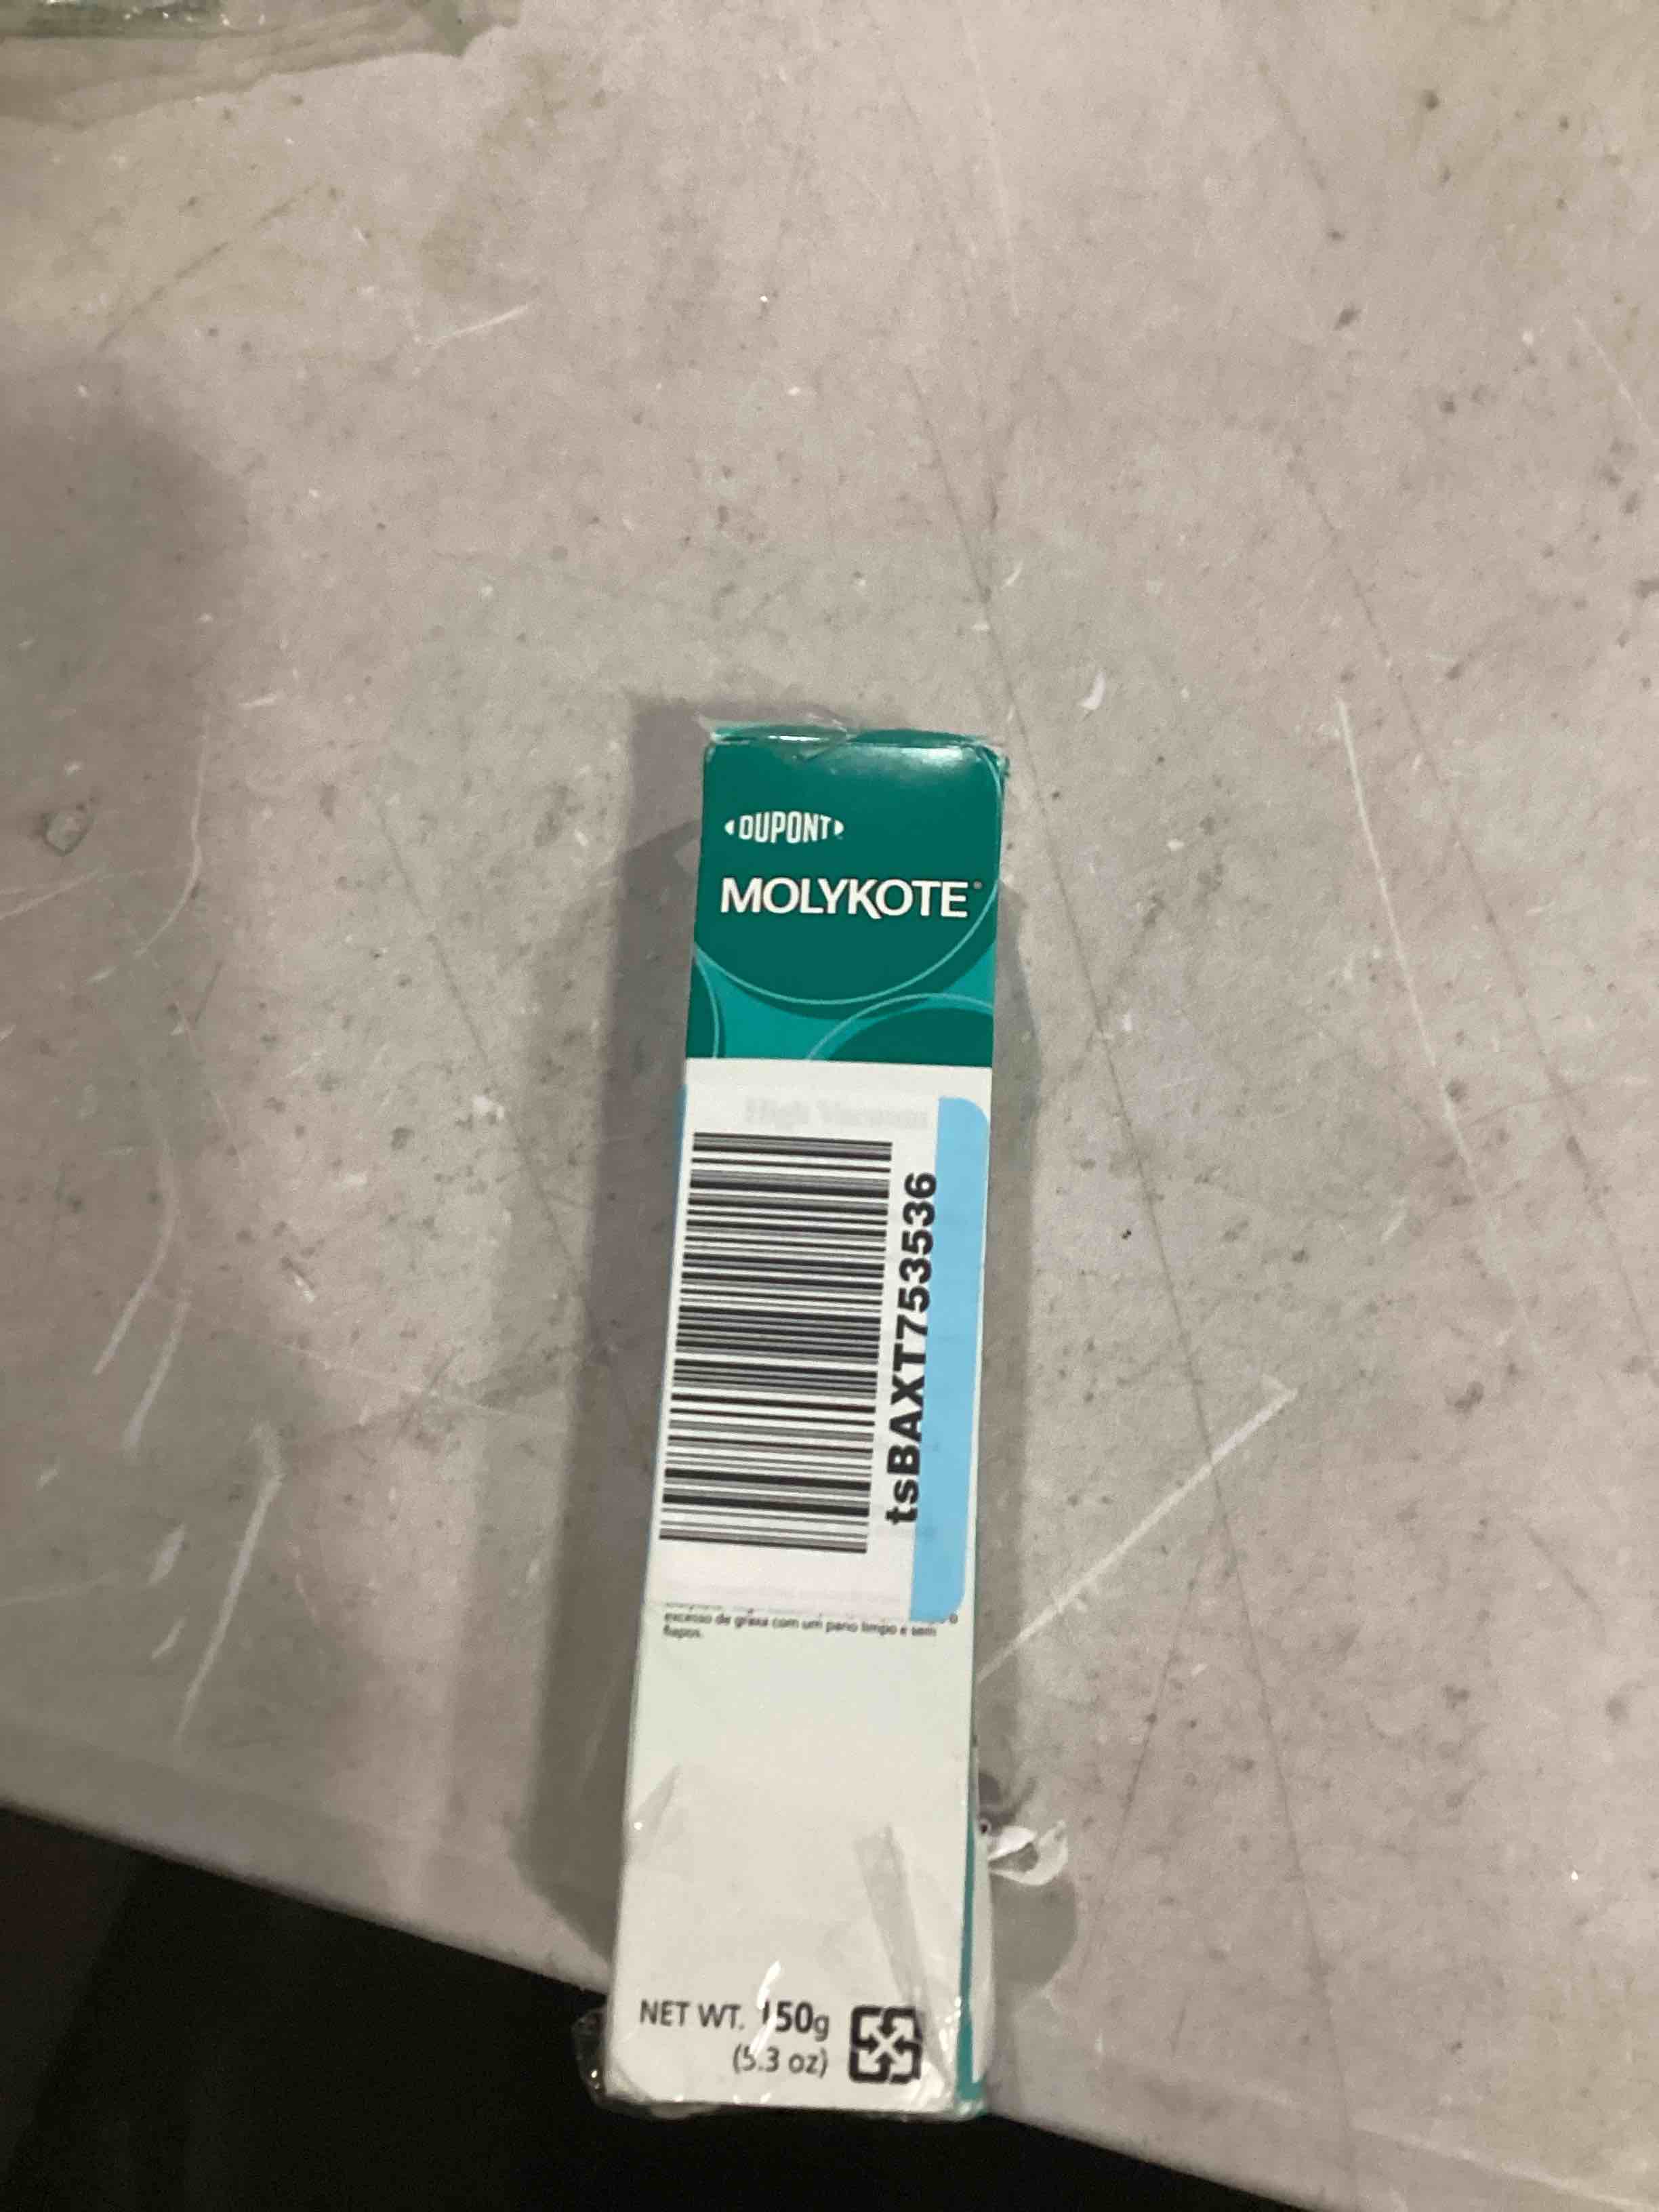 DUPONT
MOLYKOTE®
High Vacuum
tsBAXT753536
excesso de graxa com um pano limpo e sem
fiapos.
NET WT. 150g
(5.3 oz)